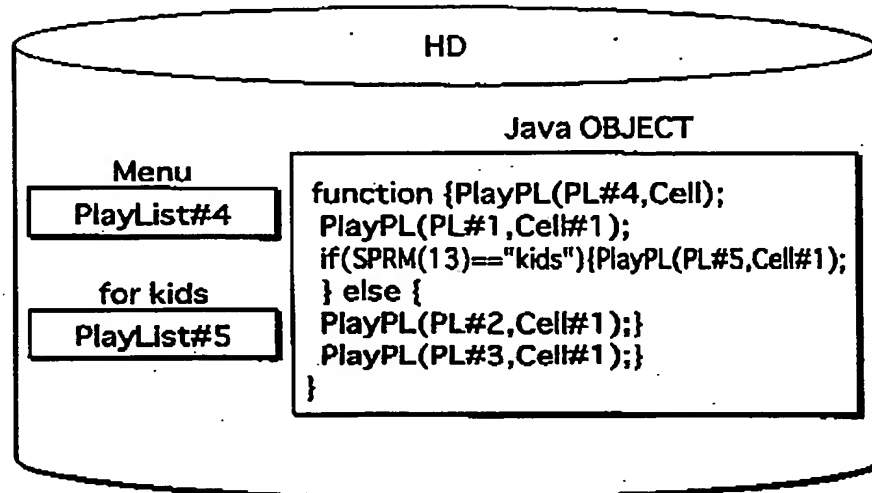 HD
Java OBJECT
Menu
PlayList#4
for kids
PlayList#5
function {PlayPL(PL#4,Cell);
PlayPL(PL#1,Cell#1);
if(SPRM(13)=="kids"){PlayPL(PL#5,Cell#1);
} else {
PlayPL(PL#2,Cell#1);}
PlayPL(PL#3,Cell#1);}
}